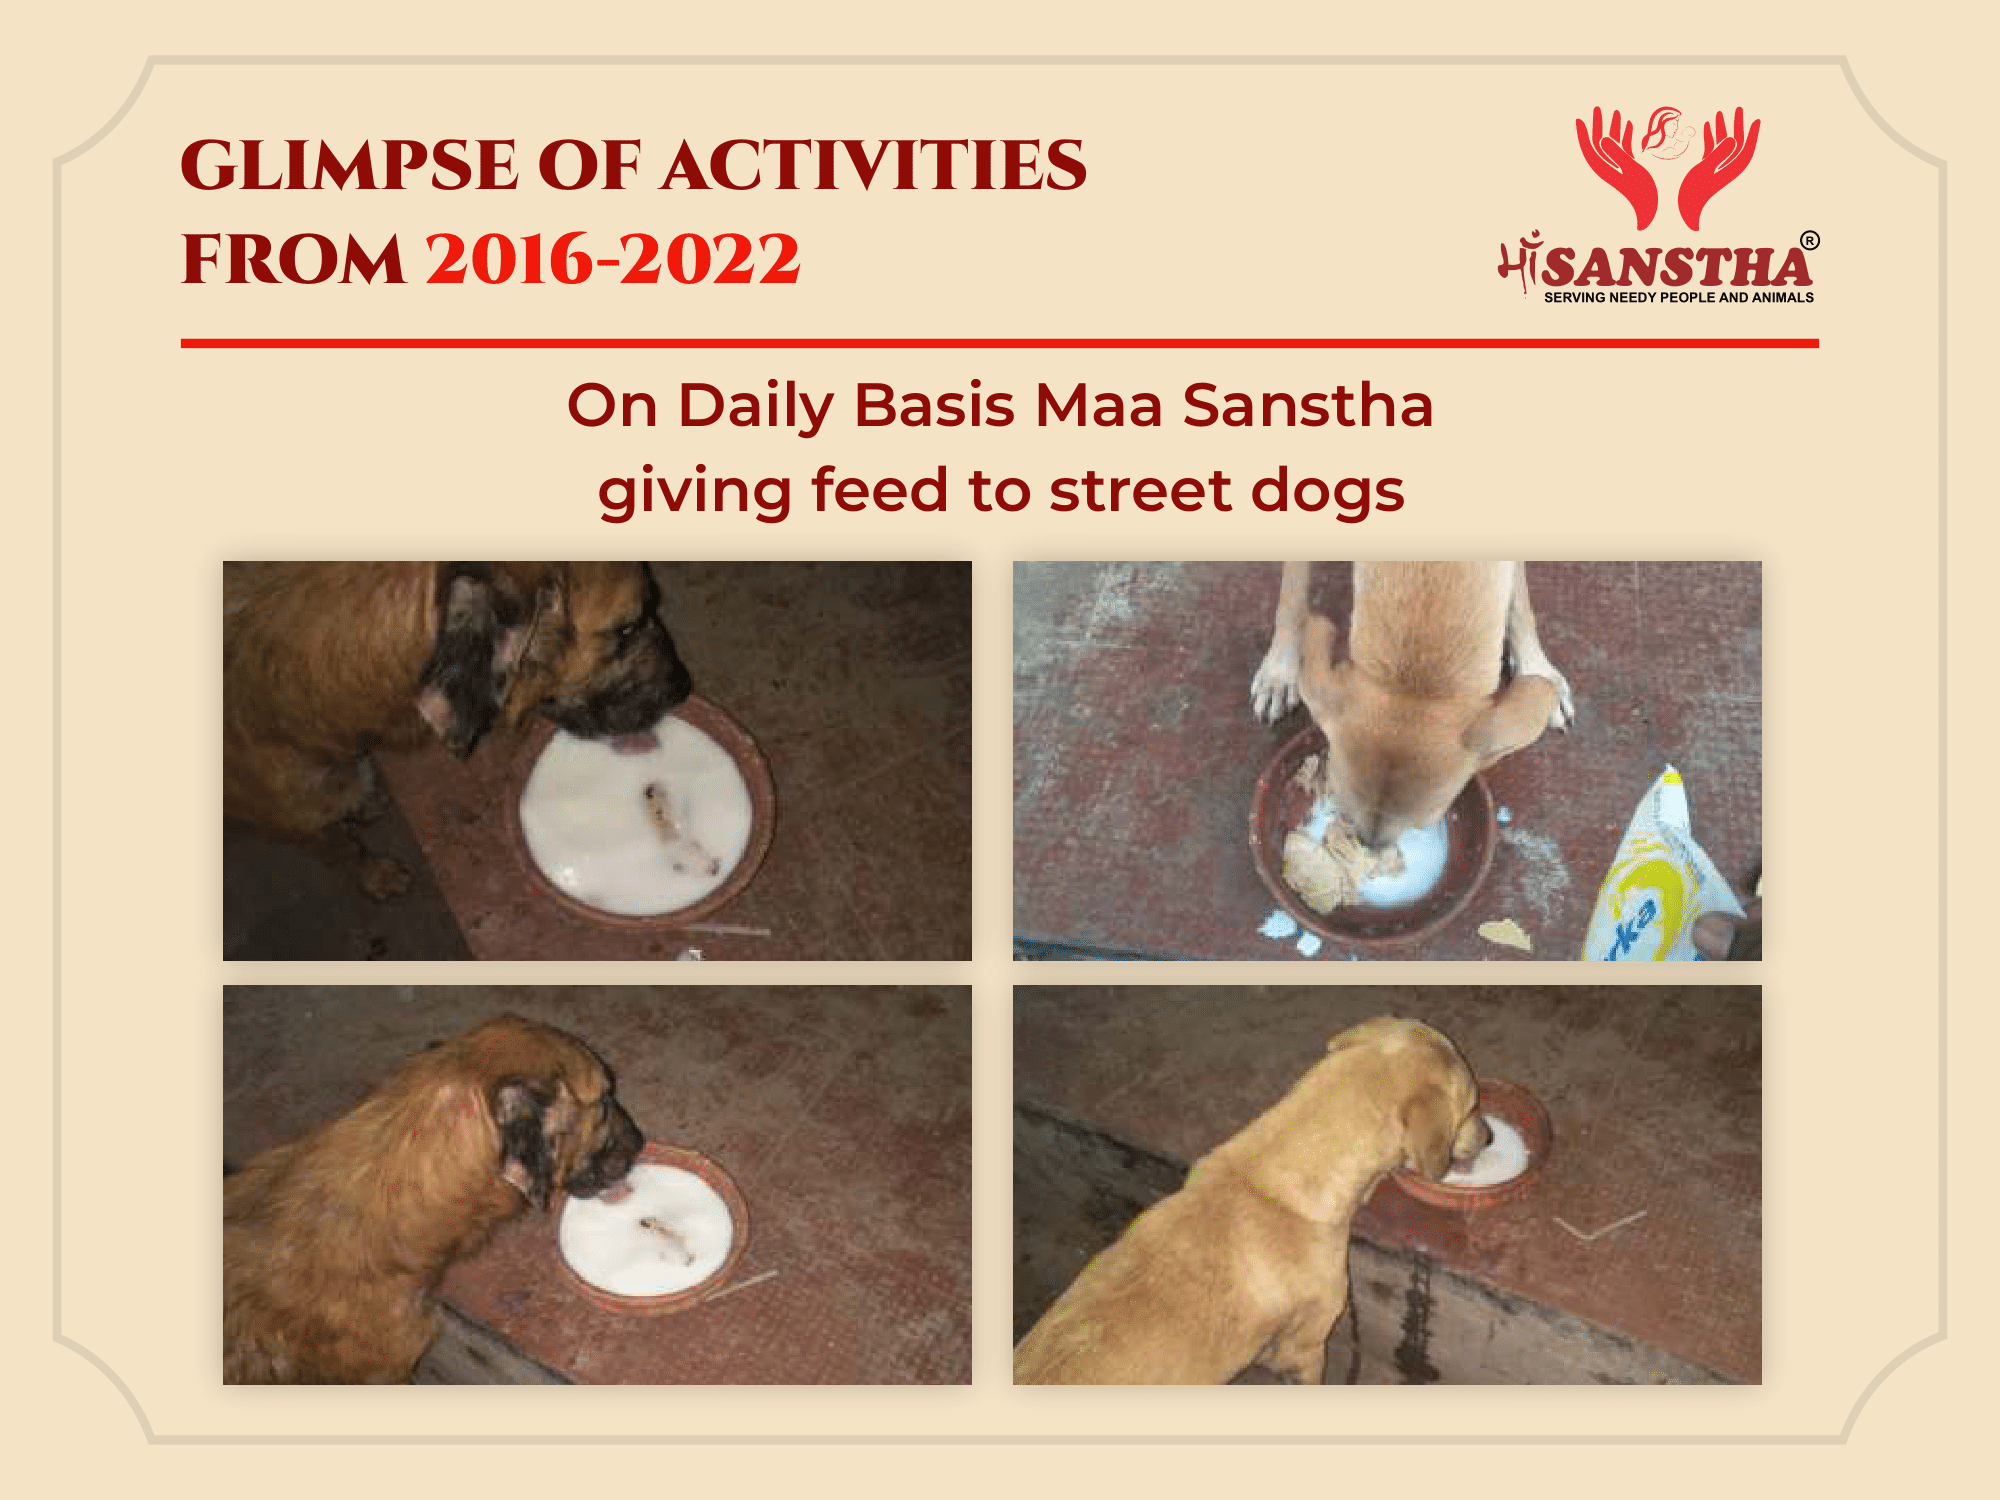 GLIMPSE OF ACTIVITIES
FROM 2016-2022
माँSANSTHA®
SERVING NEEDY PEOPLE AND ANIMALS
On Daily Basis Maa Sanstha
giving feed to street dogs